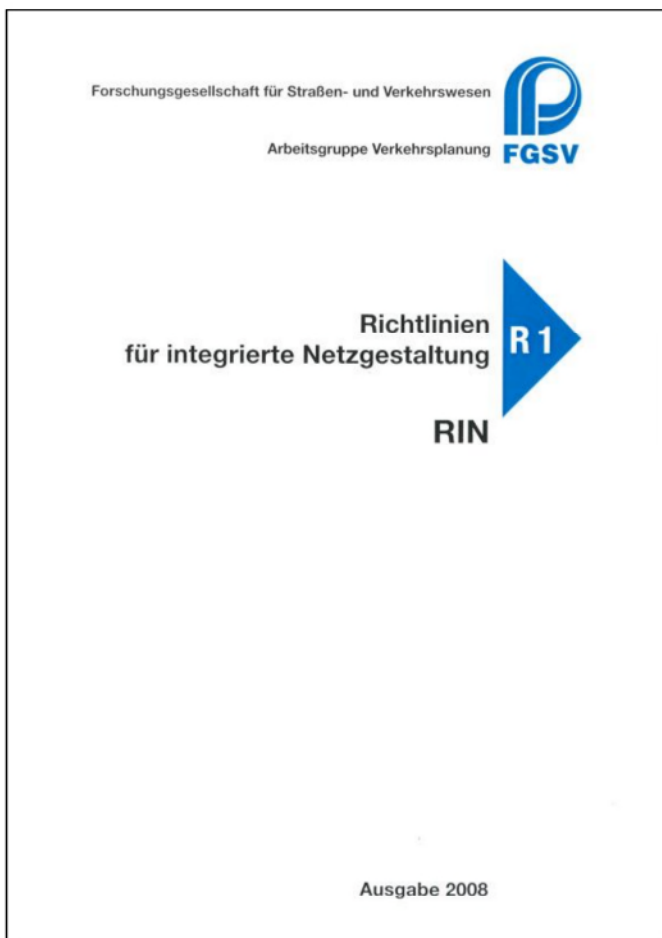 Forschungsgesellschaft für Straßen- und Verkehrswesen
Arbeitsgruppe Verkehrsplanung
FGSV
Richtlinien
für integrierte Netzgestaltung
R 1
RIN
Ausgabe 2008